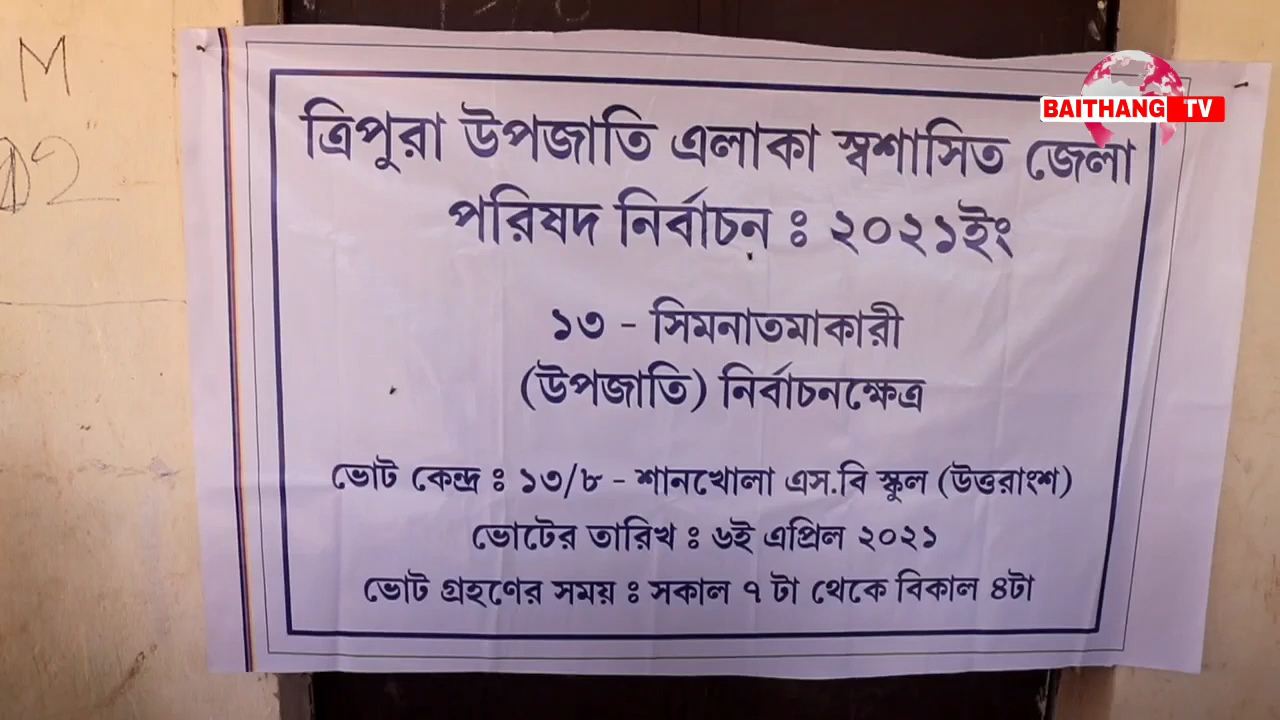 BAITHANG TV
ত্রিপুরা উপজাতি এলাকা স্বশাসিত জেলা
পরিষদ নির্বাচন ঃ ২০২১ইং
১৩ - সিমনাতমাকারী
(উপজাতি) নির্বাচনক্ষেত্র
ভোট কেন্দ্র ঃ ১৩/৮ - শানখোলা এস.বি স্কুল (উত্তরাংশ)
ভোটের তারিখ ঃ ৬ই এপ্রিল ২০২১
ভোট গ্রহণের সময় ঃ সকাল ৭ টা থেকে বিকাল ৪টা
M